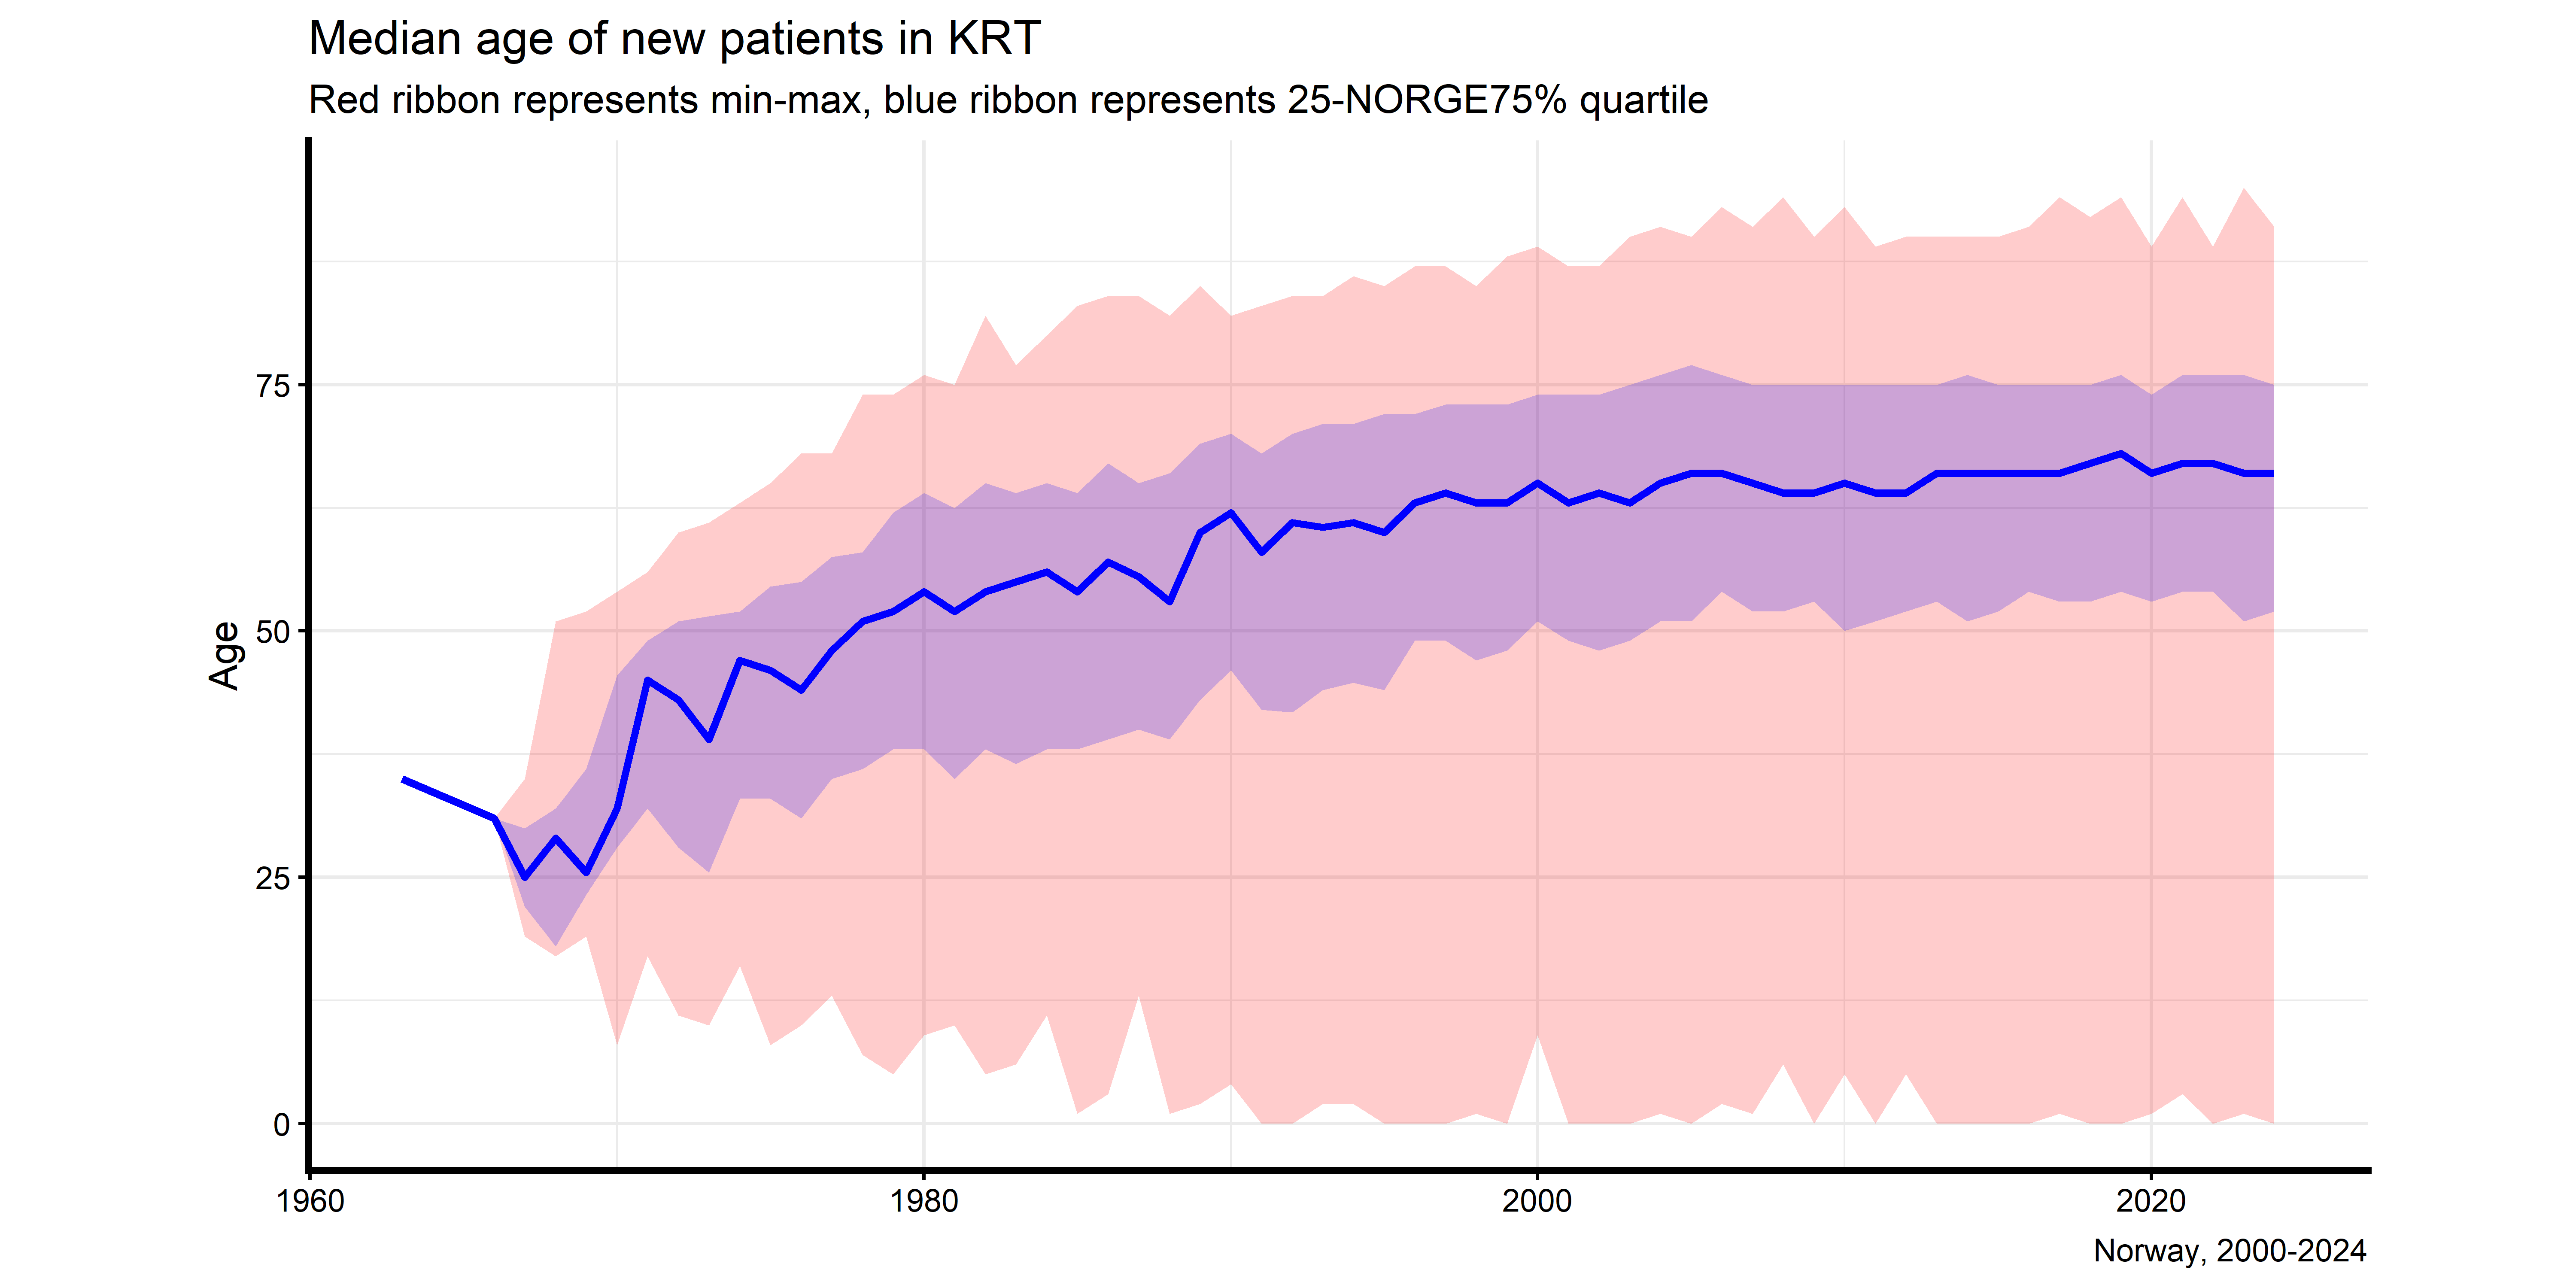 Median age of new patients in KRT
Red ribbon represents min-max, blue ribbon represents 25-NORGE75% quartile
Age
75
50
25
0
1960
1980
2000
2020
Norway, 2000-2024